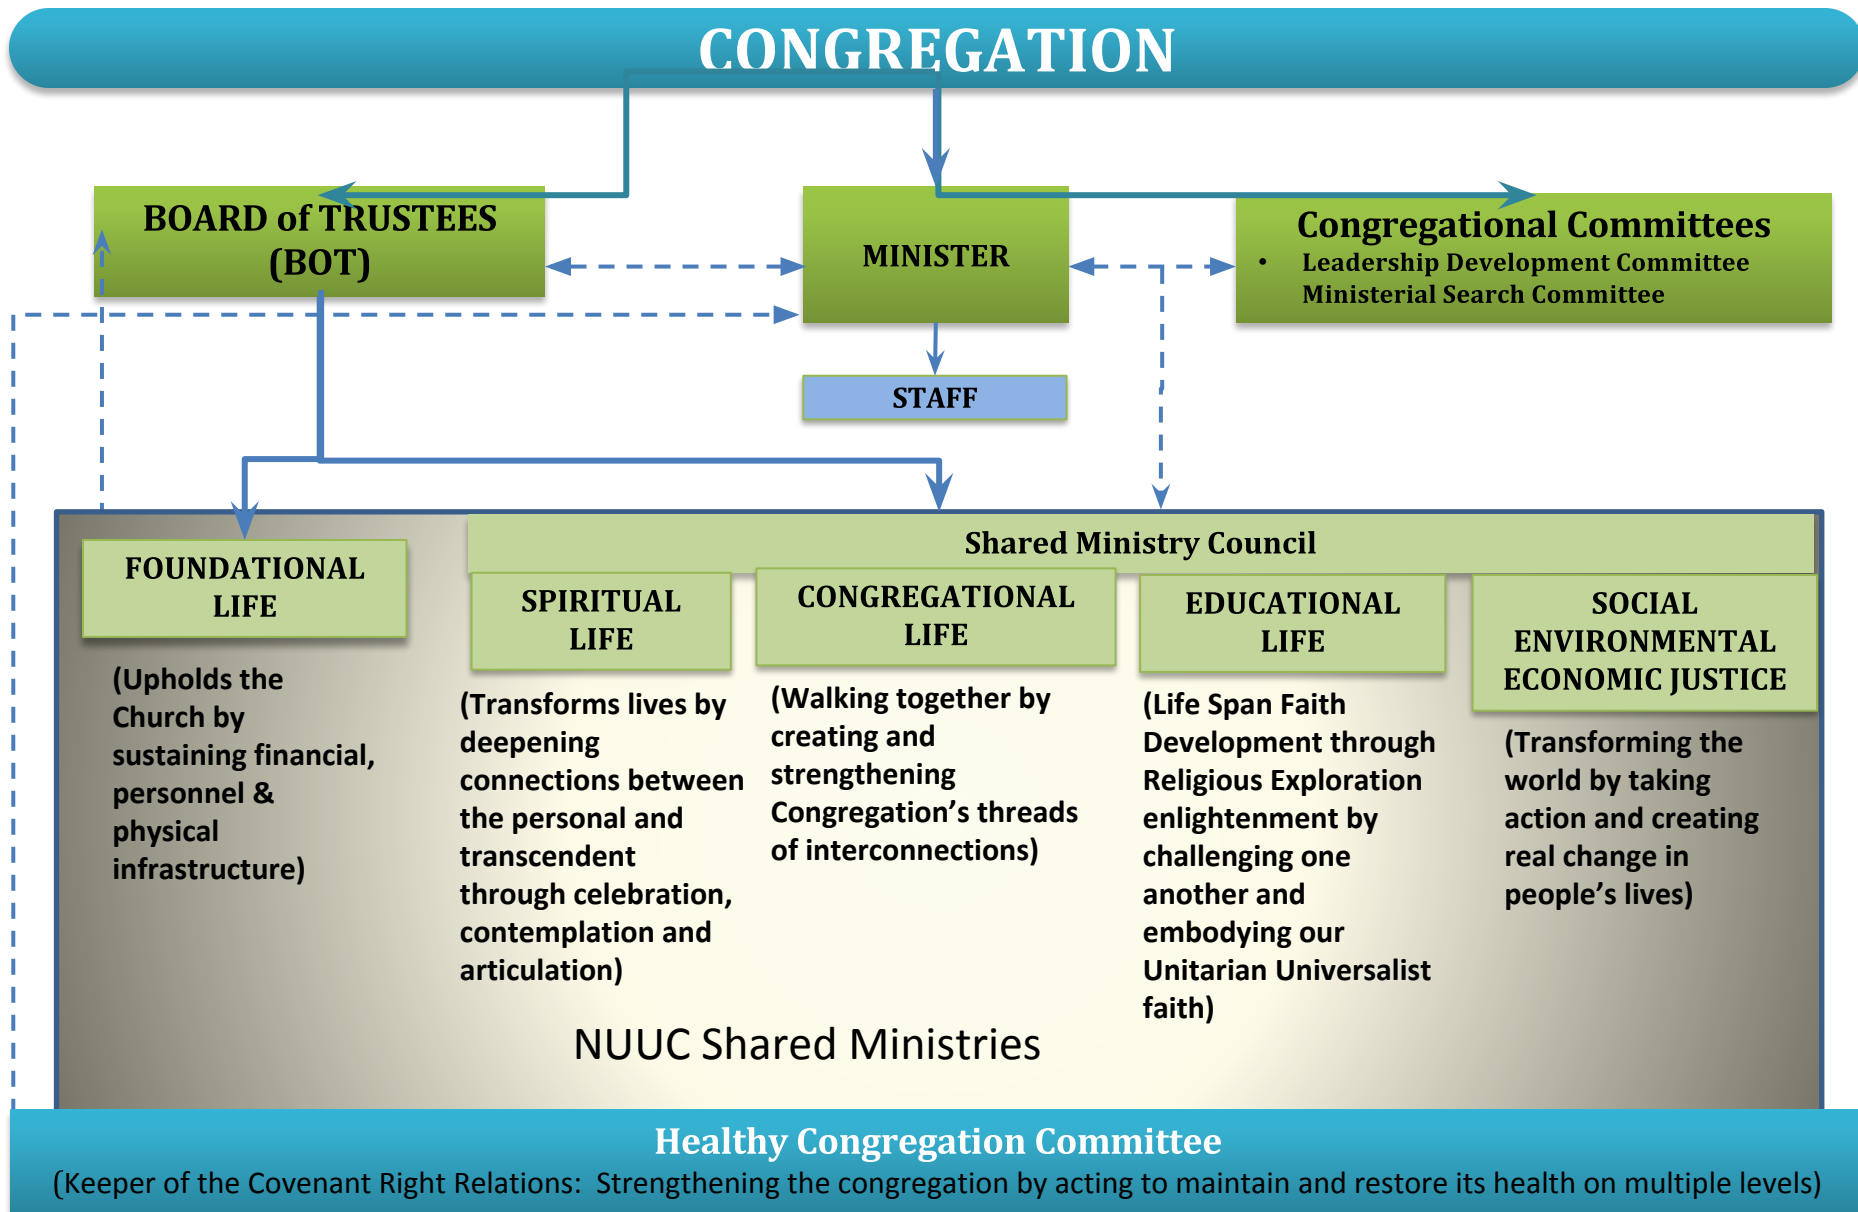 CONGREGATION
BOARD of TRUSTEES
(BOT)
MINISTER
Congregational Committees
• Leadership Development Committee
Ministerial Search Committee
STAFF
Shared Ministry Council
FOUNDATIONAL
LIFE
(Upholds the
Church by
sustaining financial,
personnel &
physical
infrastructure)
SPIRITUAL
LIFE
(Transforms lives by
deepening
connections between
the personal and
transcendent
through celebration,
contemplation and
articulation)
CONGREGATIONAL
LIFE
(Walking together by
creating and
strengthening
Congregation’s threads
of interconnections)
EDUCATIONAL
LIFE
(Life Span Faith
Development through
Religious Exploration
enlightenment by
challenging one
another and
embodying our
Unitarian Universalist
faith)
SOCIAL
ENVIRONMENTAL
ECONOMIC JUSTICE
(Transforming the
world by taking
action and creating
real change in
people’s lives)
NUUC Shared Ministries
Healthy Congregation Committee
(Keeper of the Covenant Right Relations:  Strengthening the congregation by acting to maintain and restore its health on multiple levels)